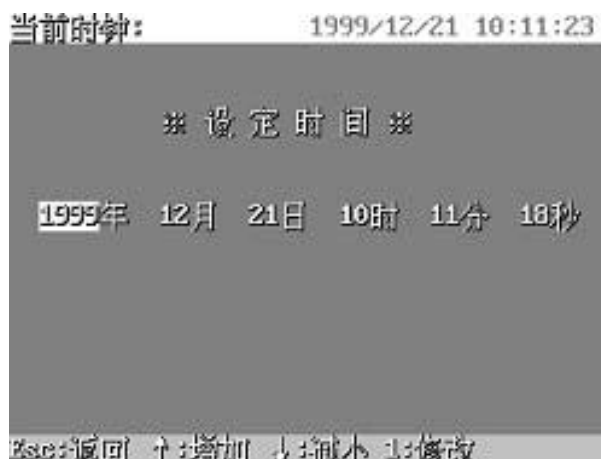 当前时钟: 1999/12/21 10:11:23
※ 设 定 时 间 ※
1999年 12月 21日 10时 11分 18秒
Esc:返回 ↑:增加 ↓:减小 1:修改